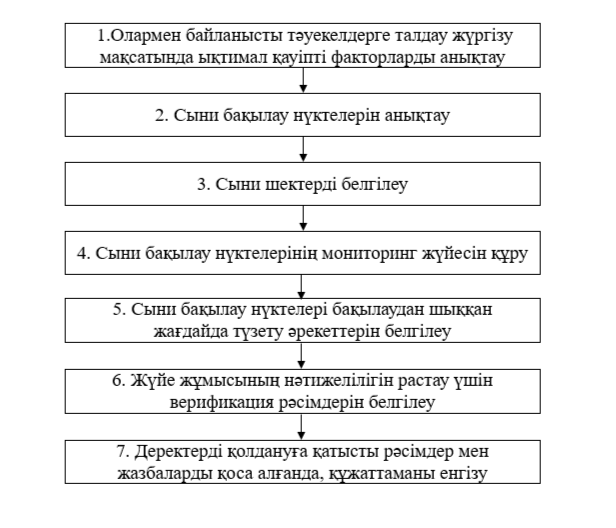 1.Олармен байланысты тәуекелдерге талдау жүргізу
мақсатында ықтимал қауіпті факторларды анықтау
2. Сыни бақылау нүктелерін анықтау
3. Сыни шектерді белгілеу
4. Сыни бақылау нүктелерінің мониторинг жүйесін құру
5. Сыни бақылау нүктелері бақылаудан шыққан
жағдайда түзету әрекеттерін белгілеу
6. Жүйе жұмысының нәтижелілігін растау үшін
верификация рәсімдерін белгілеу
7. Деректерді қолдануға қатысты рәсімдер мен
жазбаларды қоса алғанда, құжаттаманы енгізу